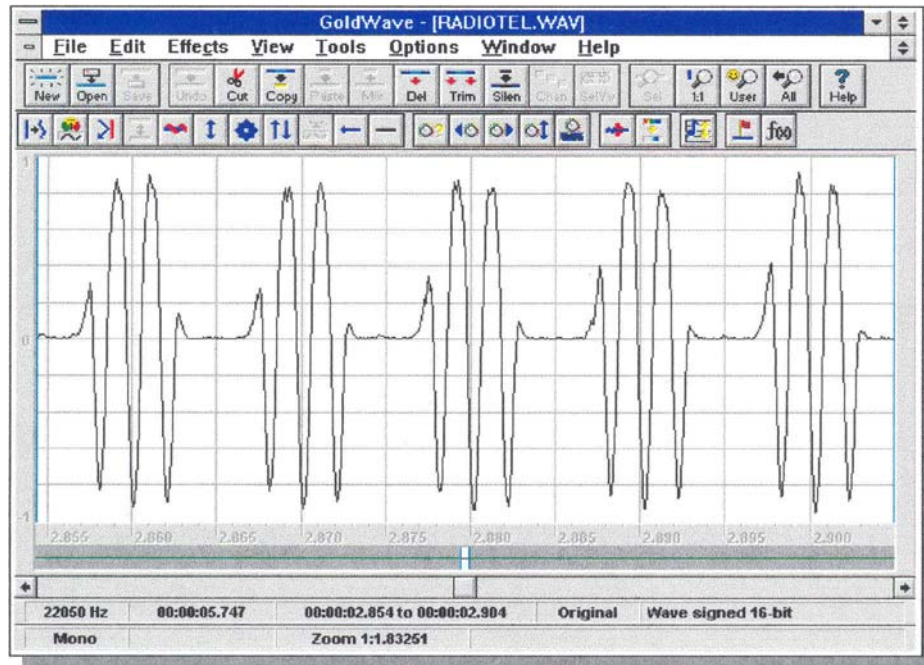 GoldWave - [RADIOTEL.WAV]
File Edit Effects View Tools Options Window Help
New Open Save Undo Cut Copy Paste Mix Del Trim Silen Chan SelVw Sel 1:1 User All Help
f(x)
1
0
-1
2.855 2.860 2.865 2.870 2.875 2.880 2.885 2.890 2.895 2.900
22050 Hz 00:00:05.747 00:00:02.854 to 00:00:02.904 Original Wave signed 16-bit
Mono Zoom 1:1.83251